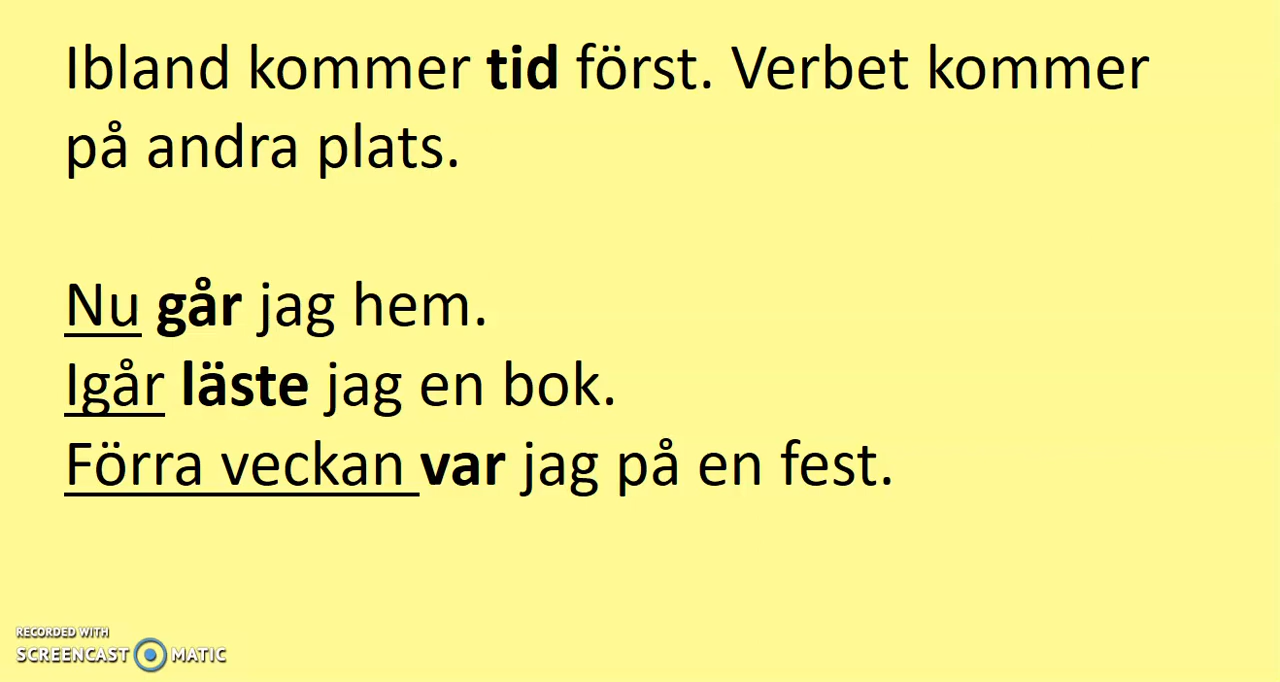 Ibland kommer tid först. Verbet kommer
på andra plats.
Nu går jag hem.
Igår läste jag en bok.
Förra veckan var jag på en fest.
RECORDED WITH
SCREENCAST MATIC